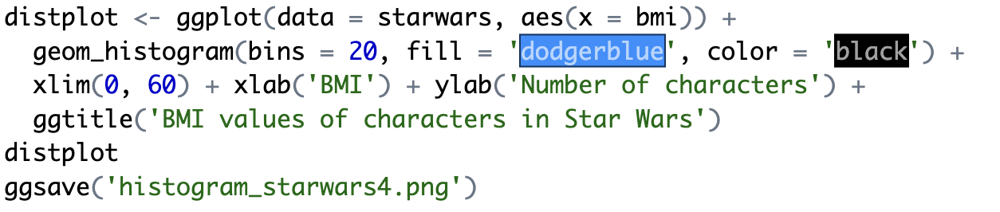 distplot <- ggplot(data = starwars, aes(x = bmi)) +
  geom_histogram(bins = 20, fill = 'dodgerblue', color = 'black') +
  xlim(0, 60) + xlab('BMI') + ylab('Number of characters') +
  ggtitle('BMI values of characters in Star Wars')
distplot
ggsave('histogram_starwars4.png')